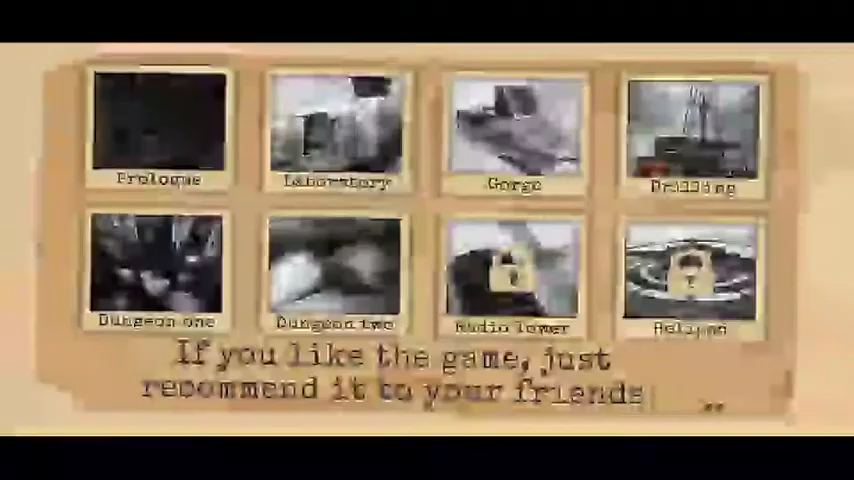 Prologue
Laboratory
Gorge
Drilling
Dungeon one
Dungeon two
Radio Tower
If you like the game, just
recommend it to your friends